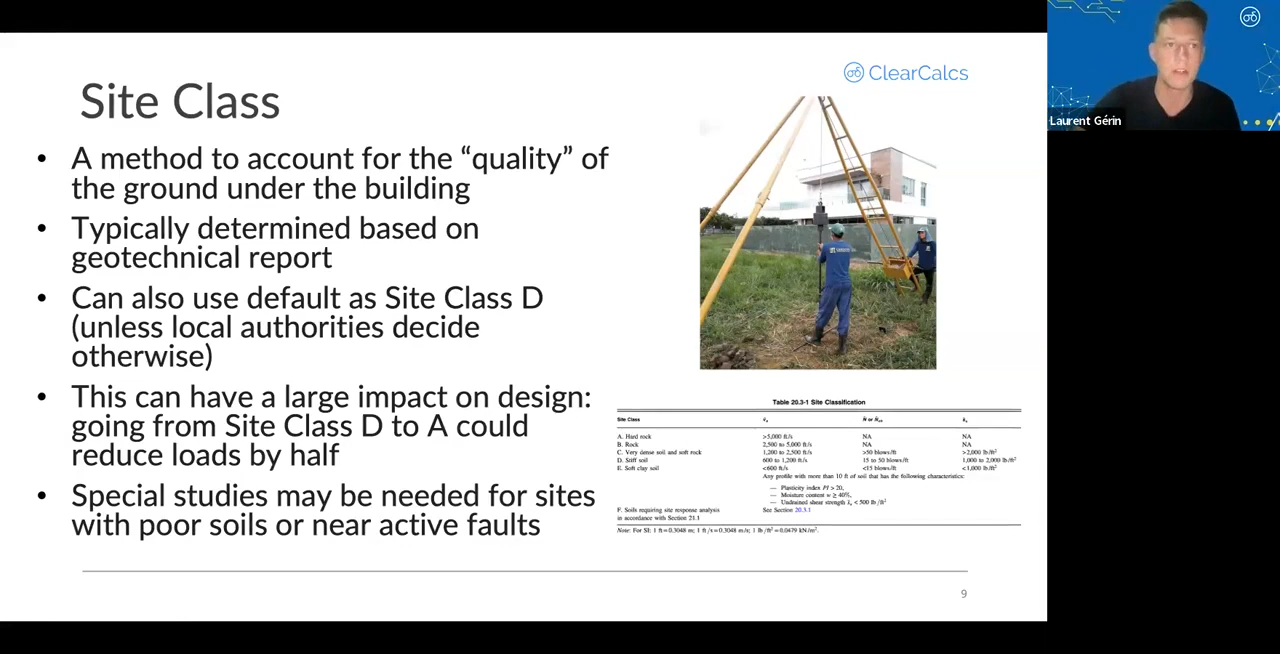 ClearCalcs
Site Class
• A method to account for the “quality” of
the ground under the building
• Typically determined based on
geotechnical report
• Can also use default as Site Class D
(unless local authorities decide
otherwise)
• This can have a large impact on design:
going from Site Class D to A could
reduce loads by half
• Special studies may be needed for sites
with poor soils or near active faults
Table 20.3-1 Site Classification
Site Class v̄s N̄ or N̄ch s̄u
A. Hard rock >5,000 ft/s NA NA
B. Rock 2,500 to 5,000 ft/s NA NA
C. Very dense soil and soft rock 1,200 to 2,500 ft/s >50 blows/ft >2,000 lb/ft²
D. Stiff soil 600 to 1,200 ft/s 15 to 50 blows/ft 1,000 to 2,000 lb/ft²
E. Soft clay soil <600 ft/s <15 blows/ft <1,000 lb/ft²
Any profile with more than 10 ft of soil that has the following characteristics:
— Plasticity index PI > 20,
— Moisture content w ≥ 40%,
— Undrained shear strength s̄u < 500 lb/ft²
F. Soils requiring site response analysis See Section 20.3.1
in accordance with Section 21.1
Note: For SI: 1 ft = 0.3048 m; 1 ft/s = 0.3048 m/s; 1 lb/ft² = 0.0479 kN/m².
9
Laurent Gérin